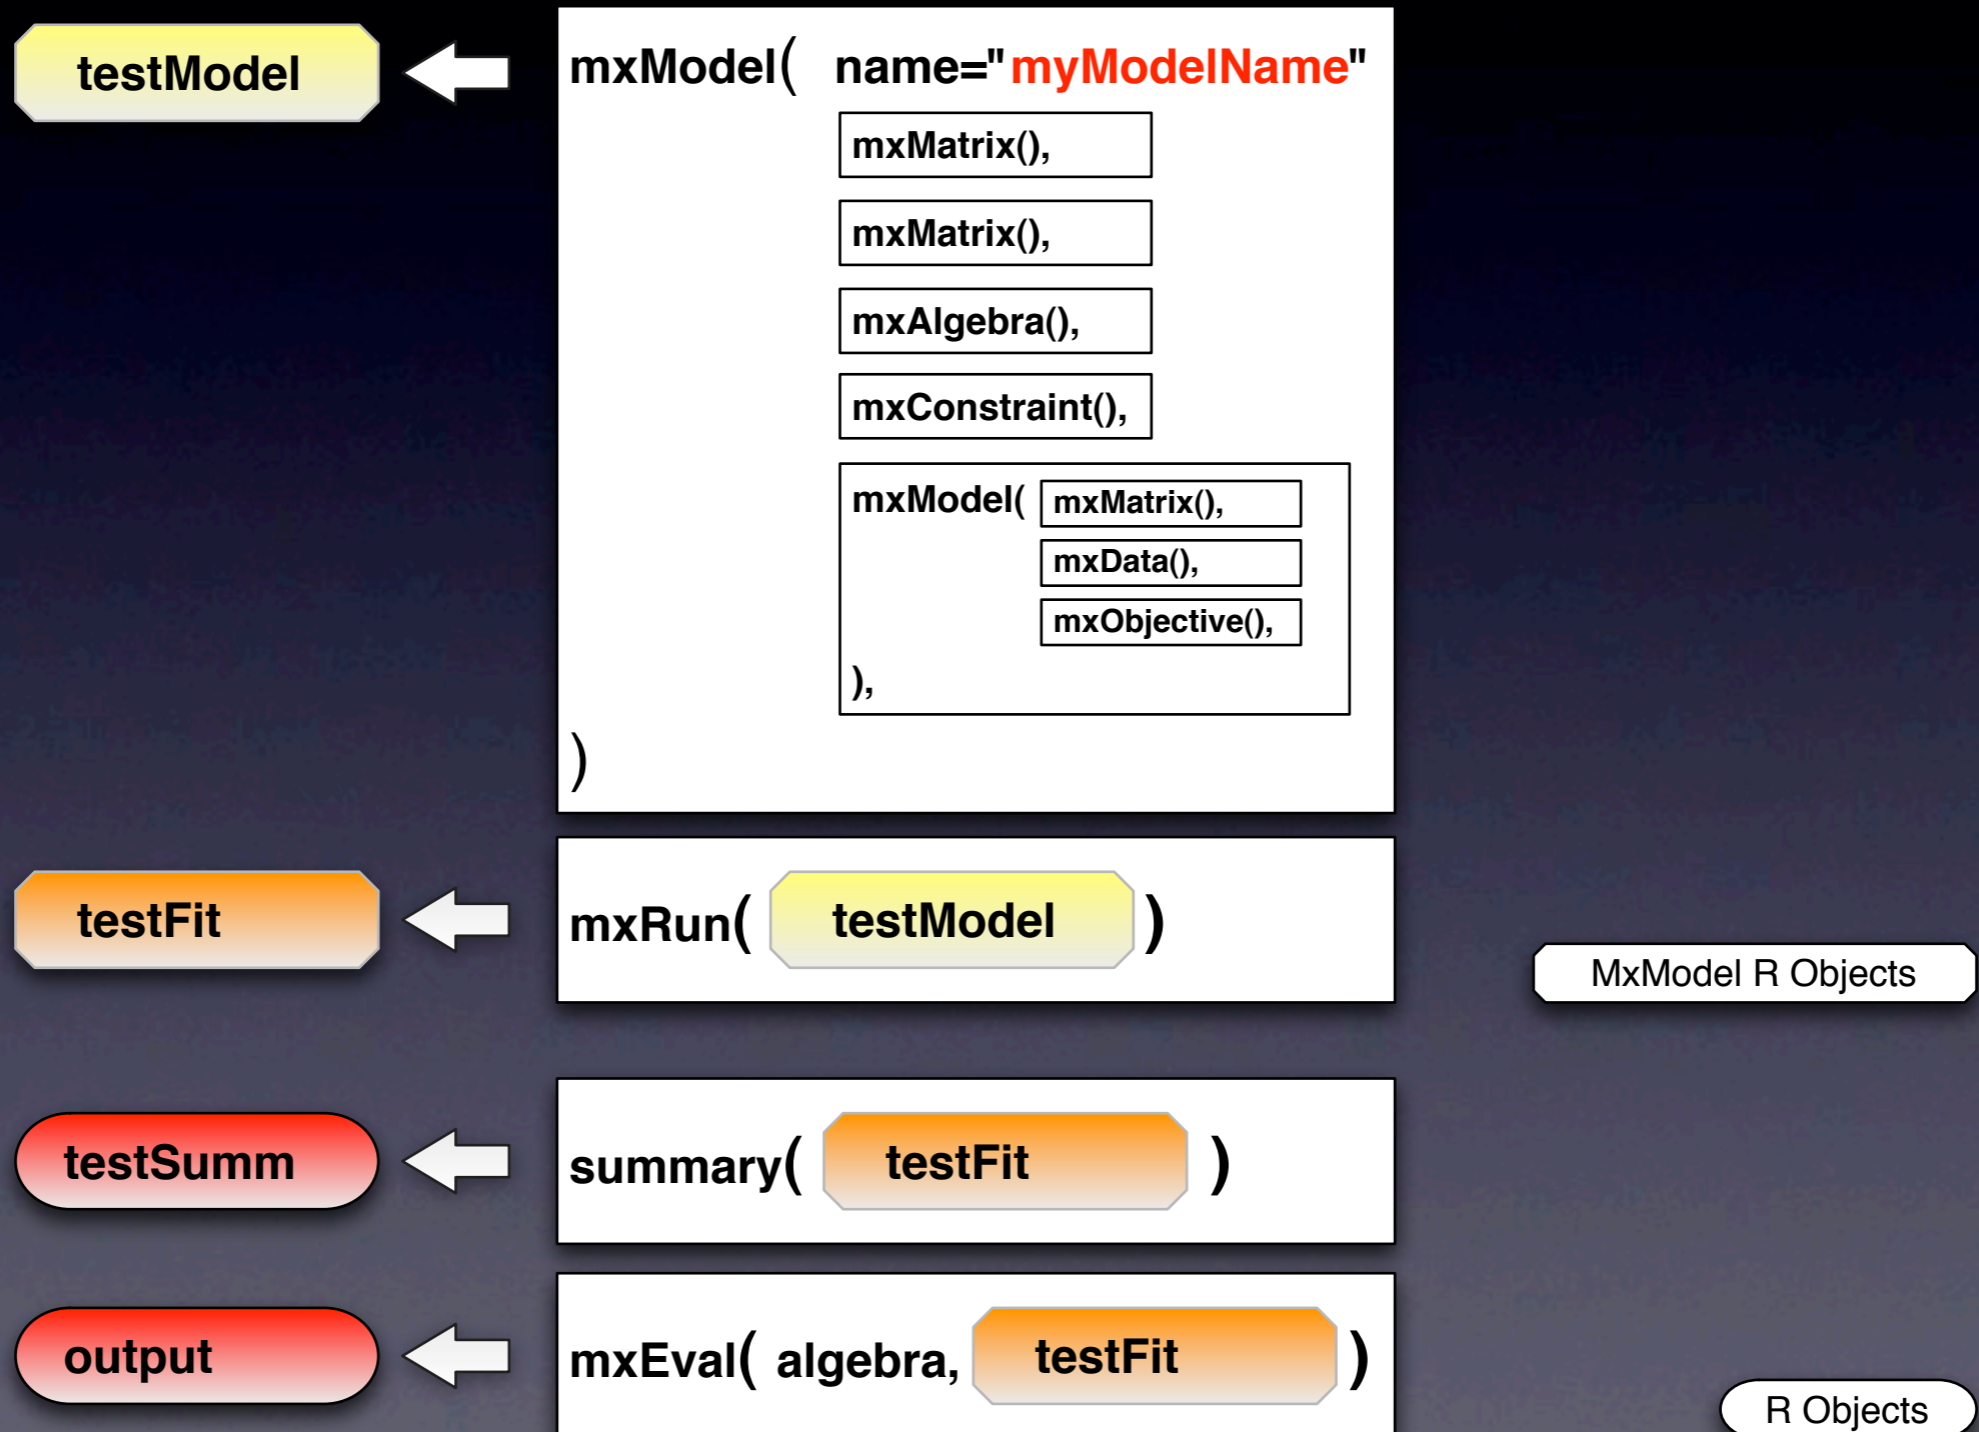 testModel
mxModel( name="myModelName"
mxMatrix(),
mxMatrix(),
mxAlgebra(),
mxConstraint(),
mxModel( mxMatrix(),
mxData(),
mxObjective(),
),
)
testFit
mxRun( testModel )
MxModel R Objects
testSumm
summary( testFit )
output
mxEval( algebra, testFit )
R Objects